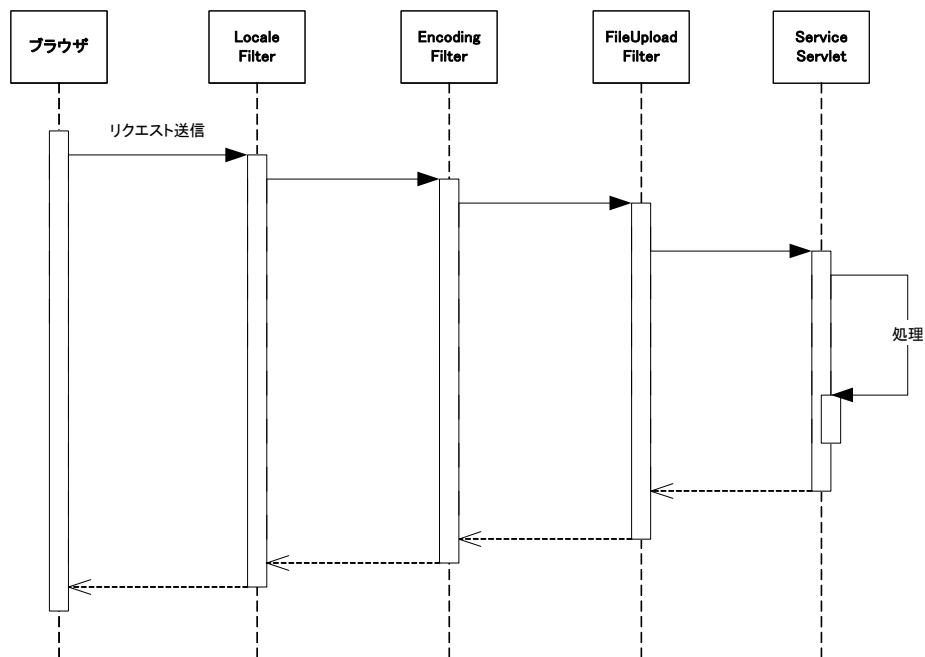 ブラウザ
Locale
Filter
Encoding
Filter
FileUpload
Filter
Service
Servlet
リクエスト送信
処理